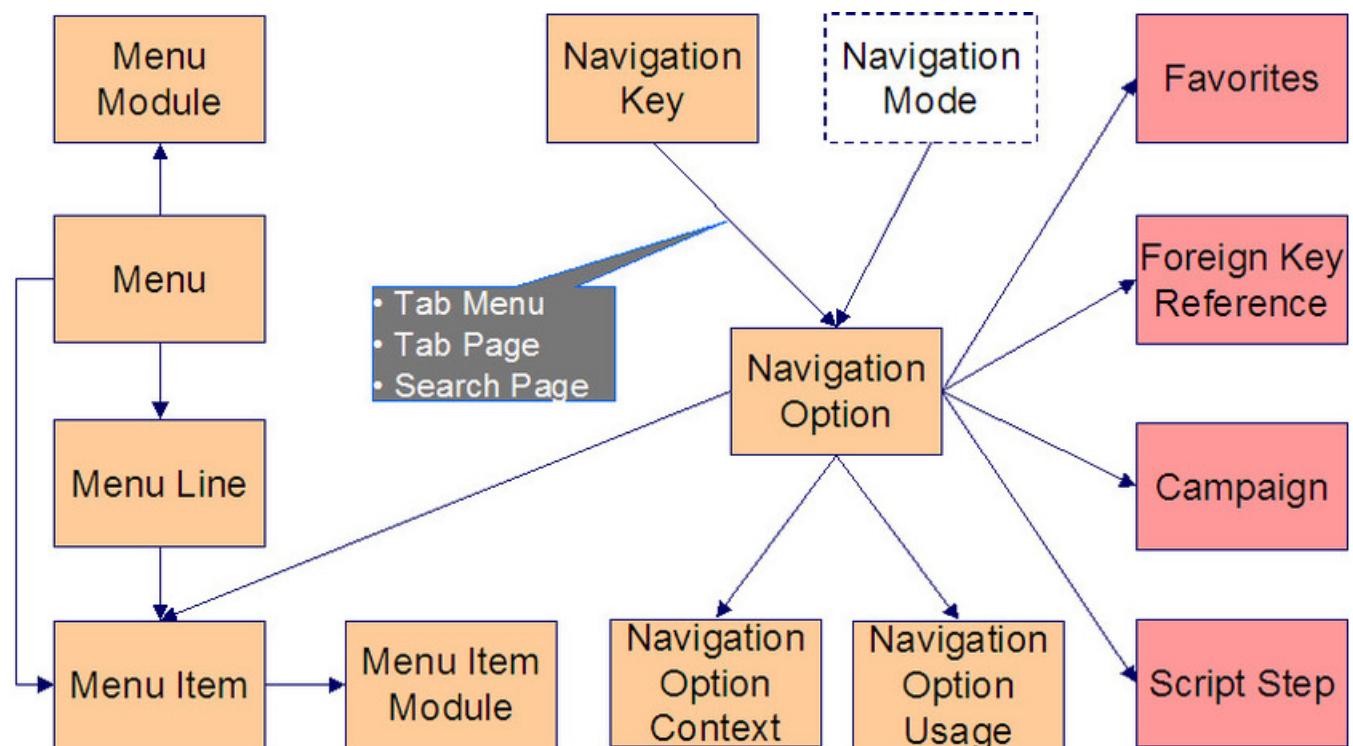 Menu
Module
Navigation
Key
Navigation
Mode
Favorites
Menu
Foreign Key
Reference
• Tab Menu
• Tab Page
• Search Page
Navigation
Option
Menu Line
Campaign
Menu Item
Menu Item
Module
Navigation
Option
Context
Navigation
Option
Usage
Script Step